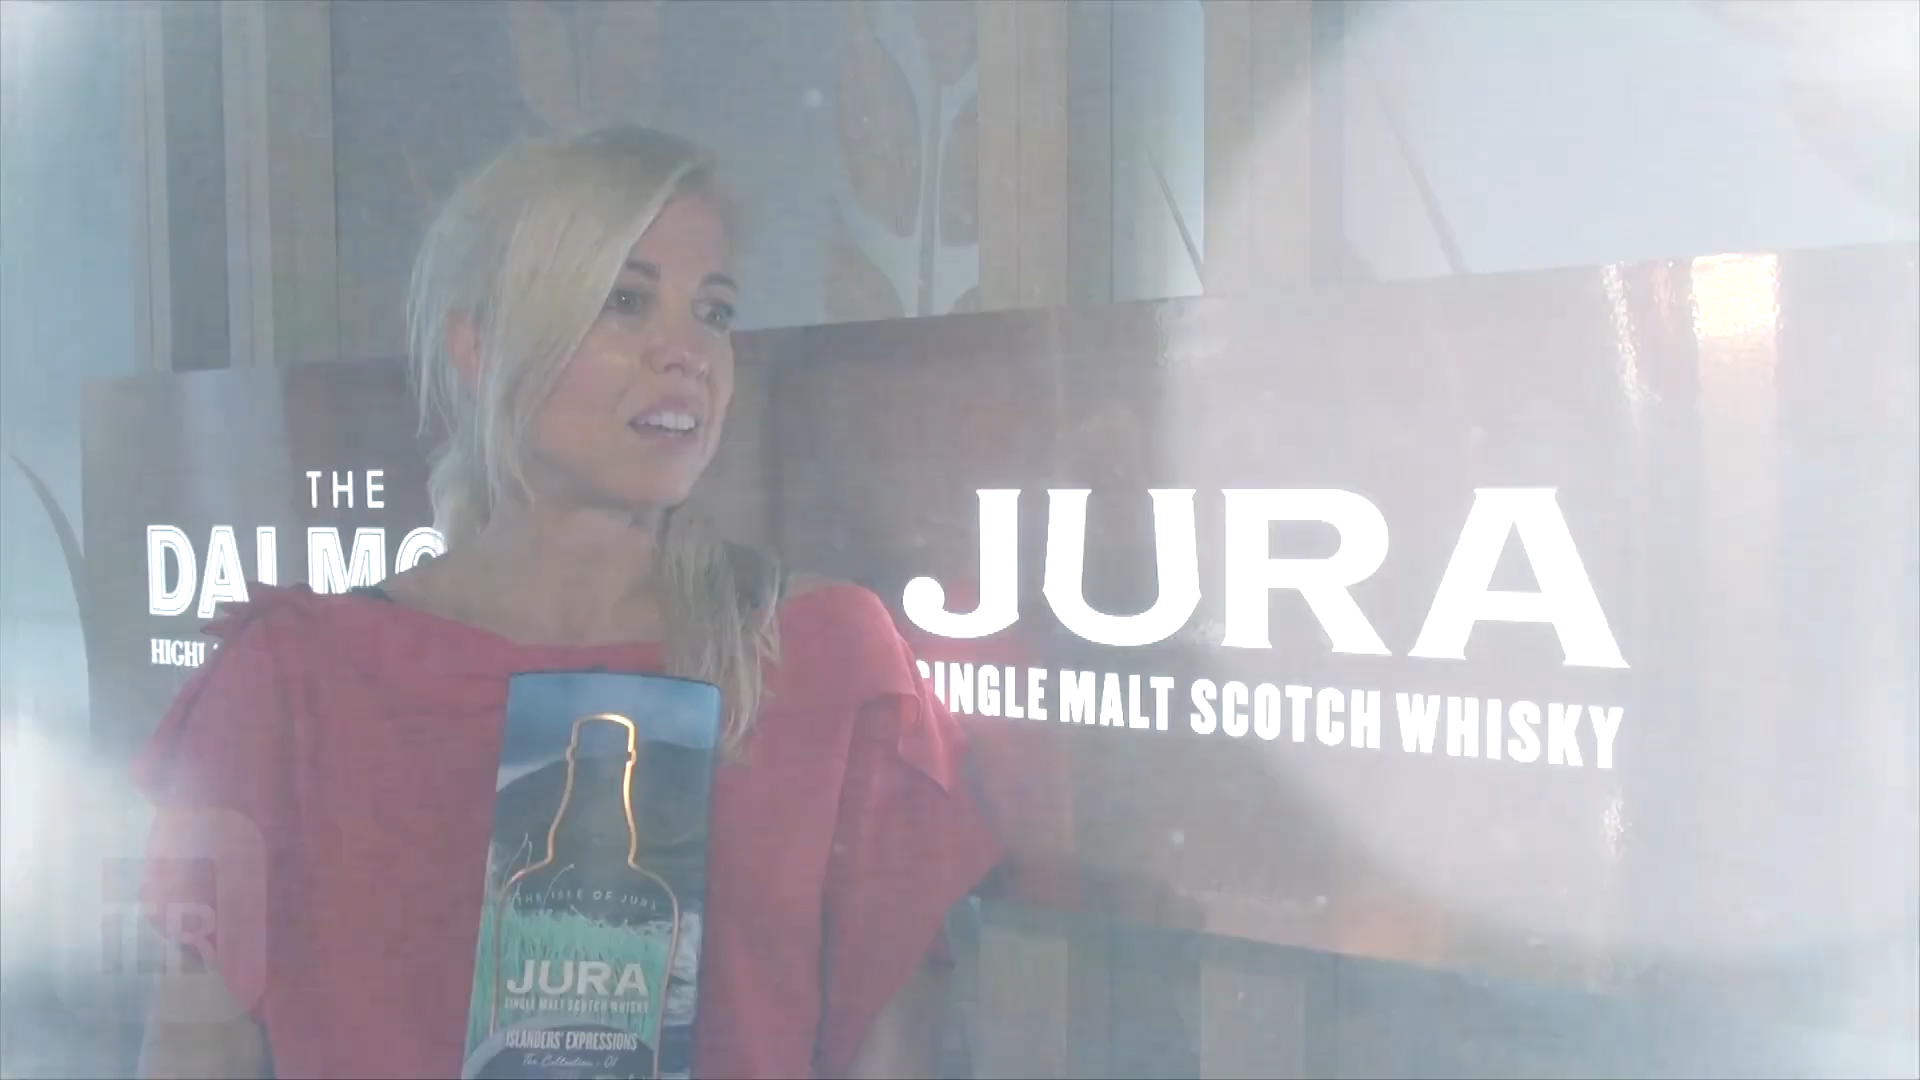 THE
DALMO
HIGHL
JURA
SINGLE MALT SCOTCH WHISKY
THE ISLE OF JURA
JURA
SINGLE MALT SCOTCH WHISKY
ISLANDERS' EXPRESSIONS
The Collection - 01